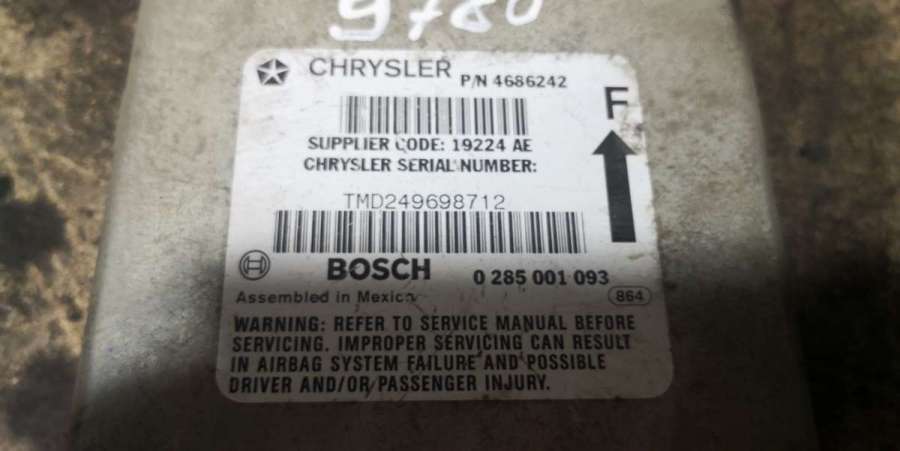 9780
CHRYSLER P/N 4686242
F
SUPPLIER CODE: 19224 AE
CHRYSLER SERIAL NUMBER:
TMD249698712
BOSCH 0 285 001 093
Assembled in Mexico 864
WARNING: REFER TO SERVICE MANUAL BEFORE
SERVICING. IMPROPER SERVICING CAN RESULT
IN AIRBAG SYSTEM FAILURE AND POSSIBLE
DRIVER AND/OR PASSENGER INJURY.